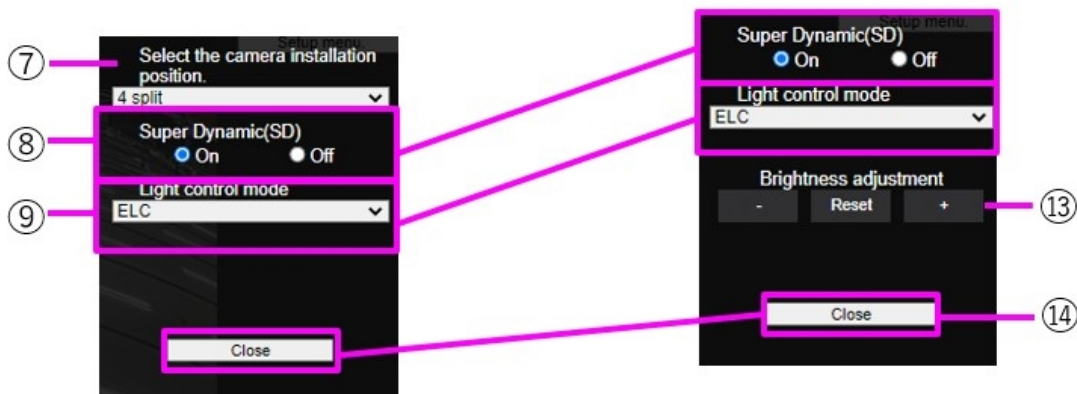 Setup menu.
⑦
Select the camera installation
position.
4 split
⑧
Super Dynamic(SD)
On Off
⑨
Light control mode
ELC
Close
Setup menu.
Super Dynamic(SD)
On Off
Light control mode
ELC
Brightness adjustment
- Reset +
⑬
Close
⑭